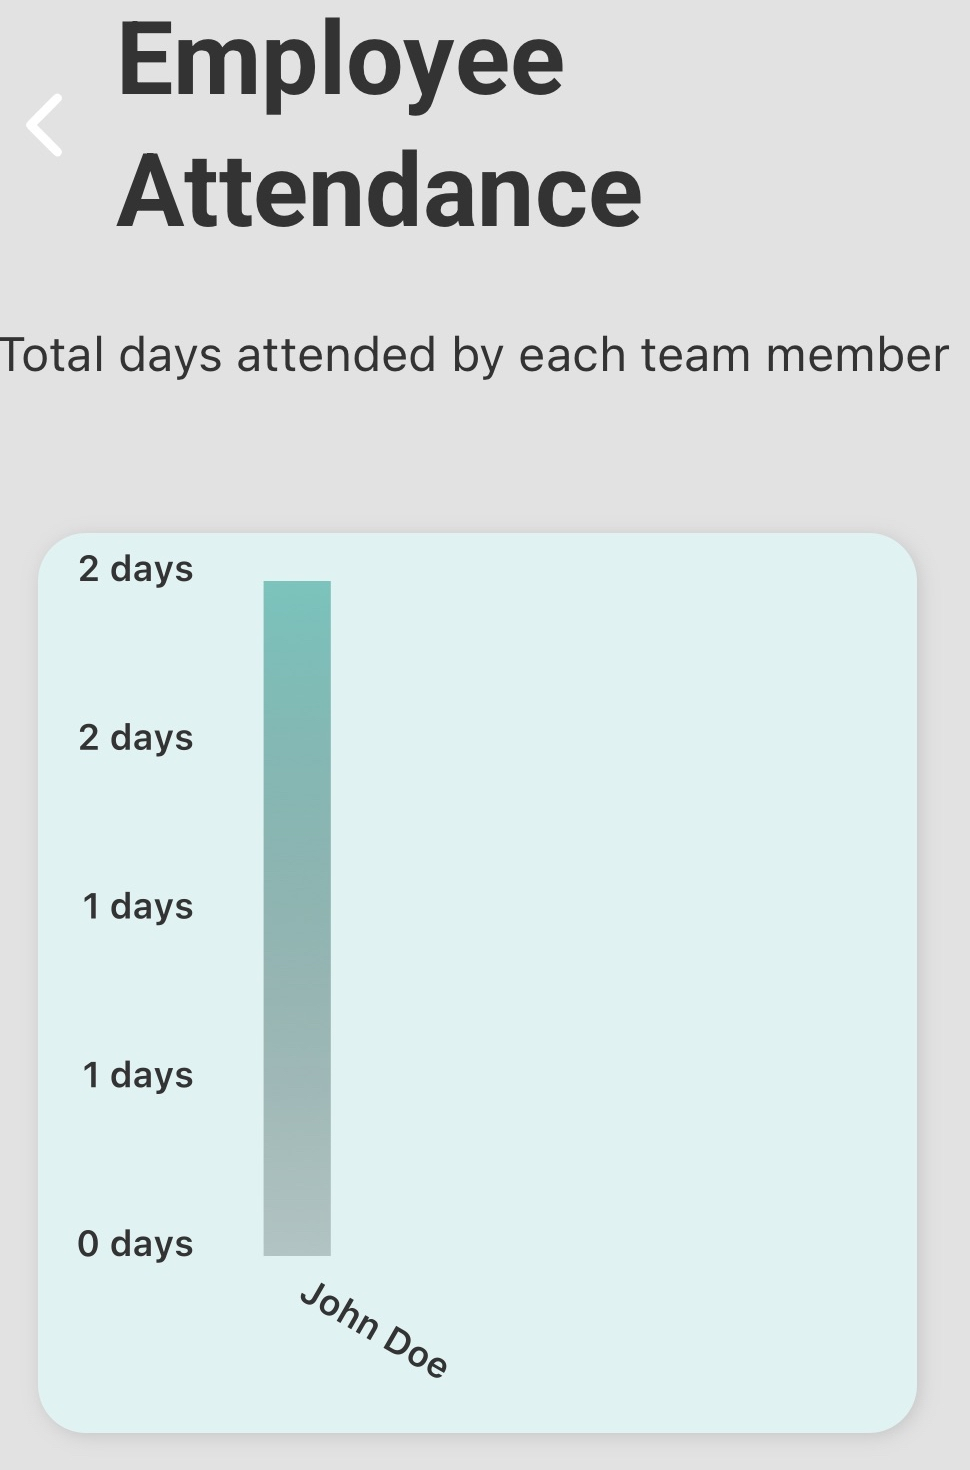 Employee
Attendance
Total days attended by each team member
2 days
2 days
1 days
1 days
0 days
John Doe